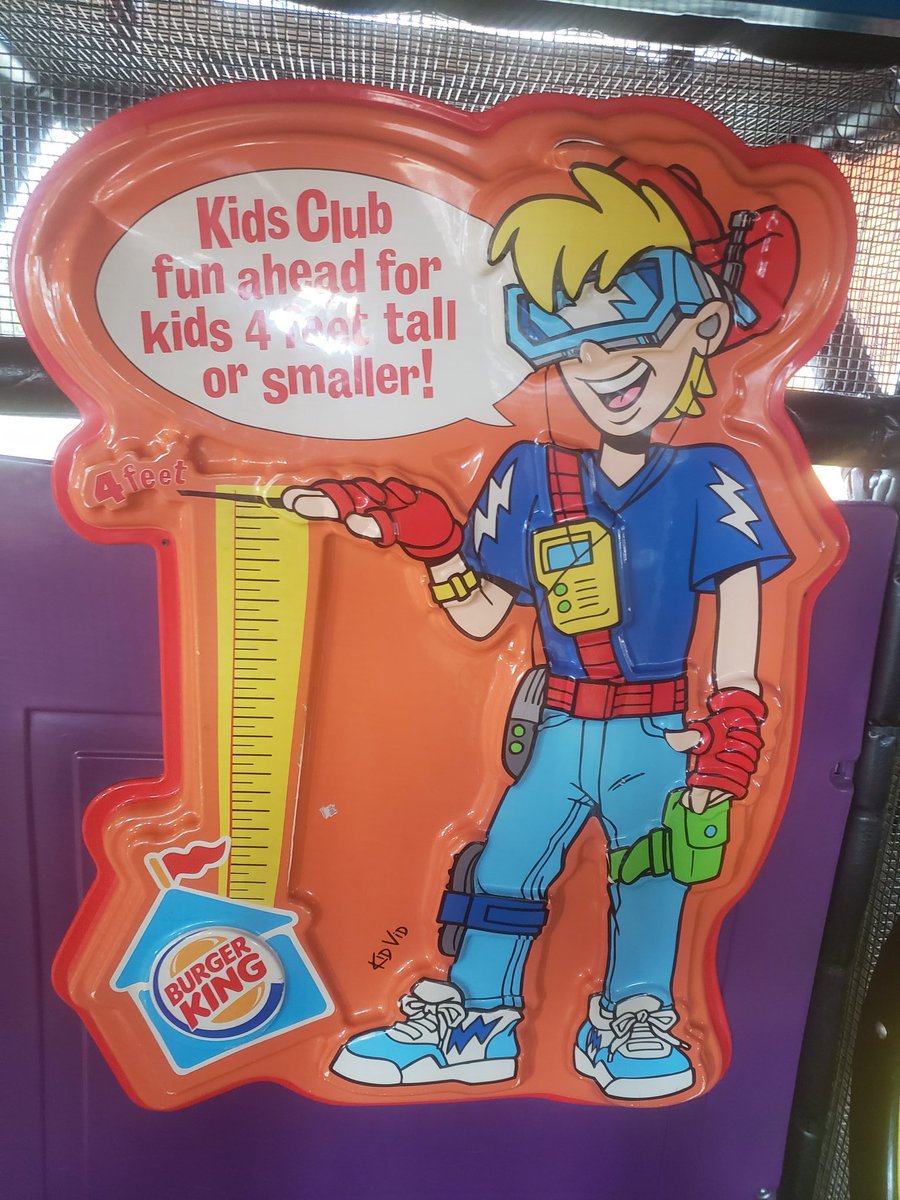 Kids Club
fun ahead for
kids 4 feet tall
or smaller!
4 feet
Kid Vid
BURGER
KING